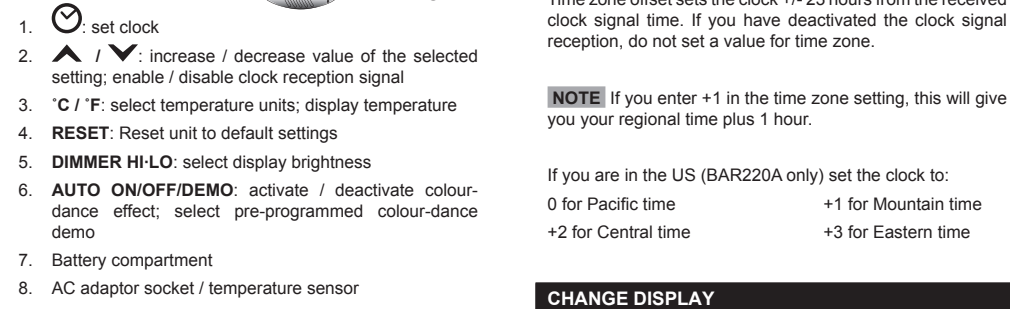 1. : set clock
2. / : increase / decrease value of the selected
setting; enable / disable clock reception signal
3. ˚C / ˚F: select temperature units; display temperature
4. RESET: Reset unit to default settings
5. DIMMER HI·LO: select display brightness
6. AUTO ON/OFF/DEMO: activate / deactivate colour-
dance effect; select pre-programmed colour-dance
demo
7. Battery compartment
8. AC adaptor socket / temperature sensor
Time zone offset sets the clock +/- 23 hours from the received
clock signal time. If you have deactivated the clock signal
reception, do not set a value for time zone.
NOTE If you enter +1 in the time zone setting, this will give
you your regional time plus 1 hour.
If you are in the US (BAR220A only) set the clock to:
0 for Pacific time +1 for Mountain time
+2 for Central time +3 for Eastern time
CHANGE DISPLAY